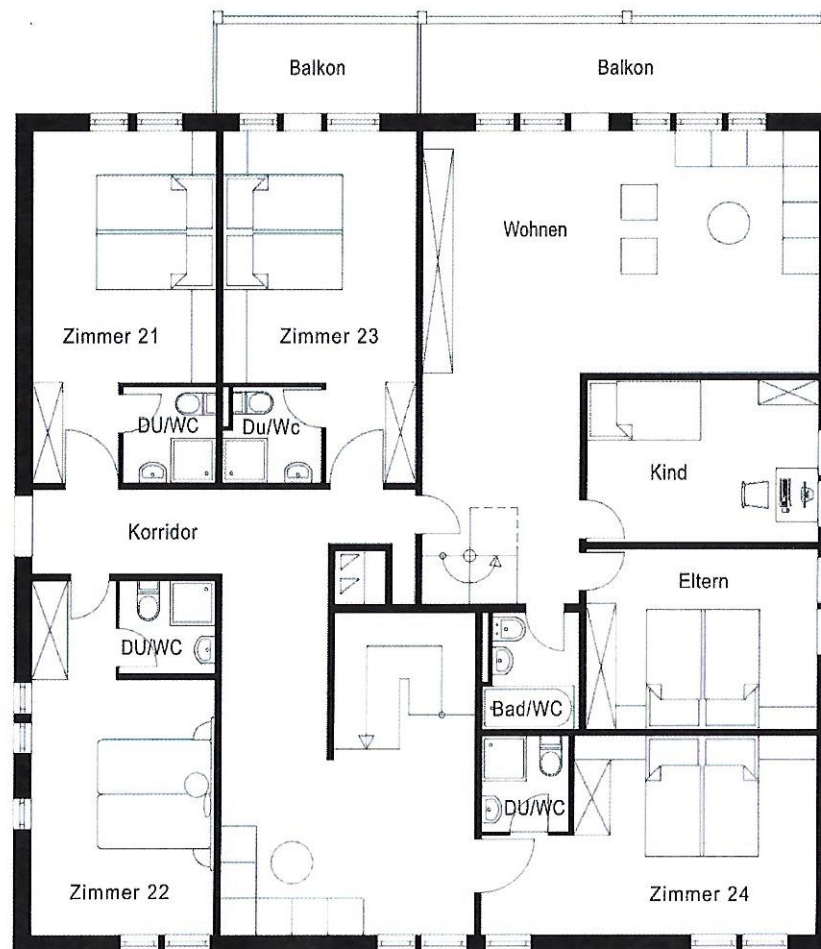 Balkon
Balkon
Wohnen
Zimmer 21
Zimmer 23
DU/WC
Du/Wc
Kind
Korridor
Eltern
DU/WC
Bad/WC
DU/WC
Zimmer 22
Zimmer 24